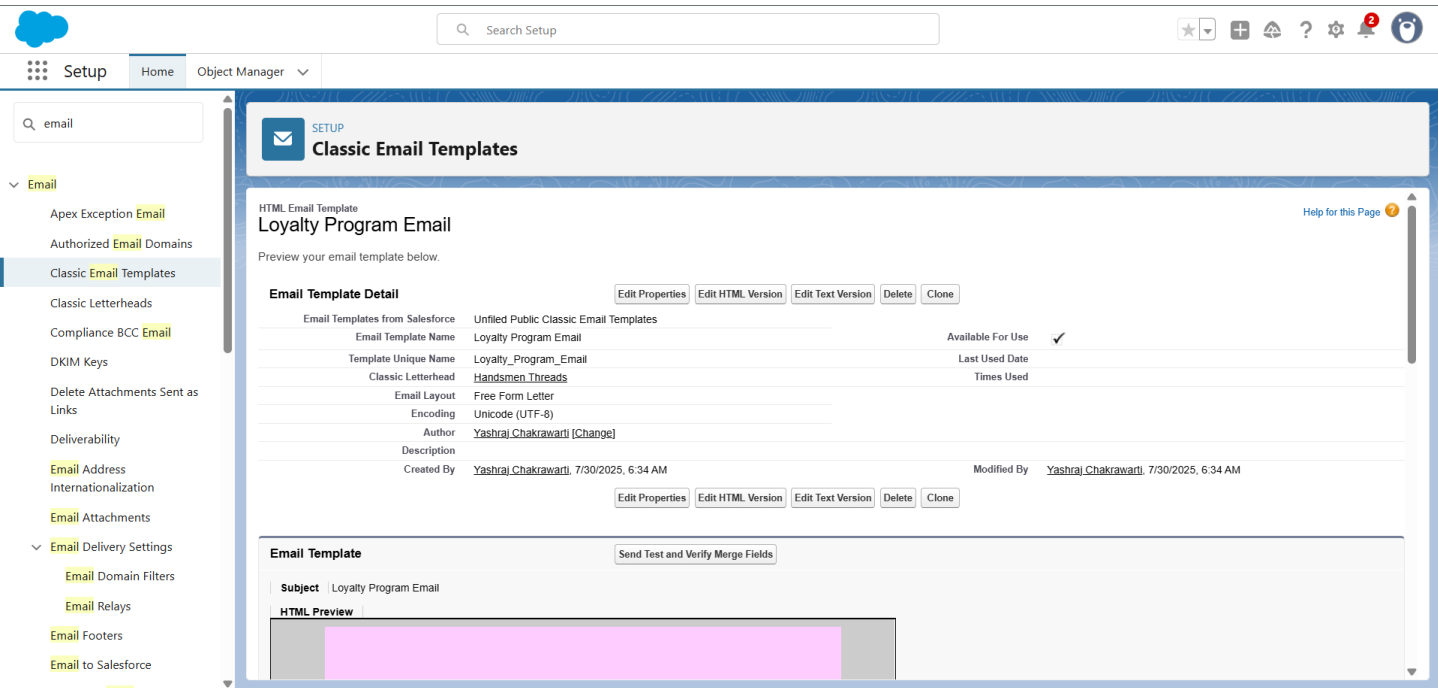 Search Setup
2
Setup
Home
Object Manager
email
Email
Apex Exception Email
Authorized Email Domains
Classic Email Templates
Classic Letterheads
Compliance BCC Email
DKIM Keys
Delete Attachments Sent as
Links
Deliverability
Email Address
Internationalization
Email Attachments
Email Delivery Settings
Email Domain Filters
Email Relays
Email Footers
Email to Salesforce
SETUP
Classic Email Templates
HTML Email Template
Loyalty Program Email
Help for this Page ?
Preview your email template below.
Email Template Detail Edit Properties Edit HTML Version Edit Text Version Delete Clone
Email Templates from Salesforce Unfiled Public Classic Email Templates
Email Template Name Loyalty Program Email Available For Use ✓
Template Unique Name Loyalty_Program_Email Last Used Date
Classic Letterhead Handsmen Threads Times Used
Email Layout Free Form Letter
Encoding Unicode (UTF-8)
Author Yashraj Chakrawarti [Change]
Description
Created By Yashraj Chakrawarti, 7/30/2025, 6:34 AM Modified By Yashraj Chakrawarti, 7/30/2025, 6:34 AM
Edit Properties Edit HTML Version Edit Text Version Delete Clone
Email Template Send Test and Verify Merge Fields
Subject Loyalty Program Email
HTML Preview